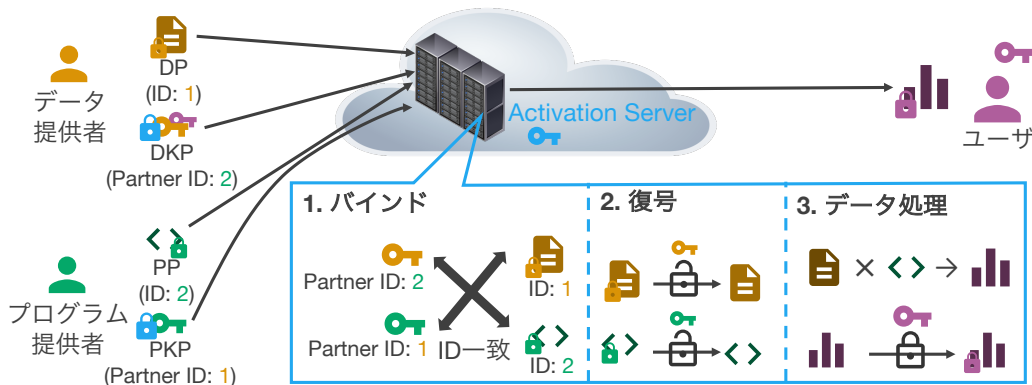 データ
提供者
DP
(ID: 1)
DKP
(Partner ID: 2)
プログラム
提供者
PP
(ID: 2)
PKP
(Partner ID: 1)
Activation Server
ユーザ
1. バインド
Partner ID: 2
ID: 1
Partner ID: 1
ID一致
ID: 2
2. 復号
3. データ処理
× < > →